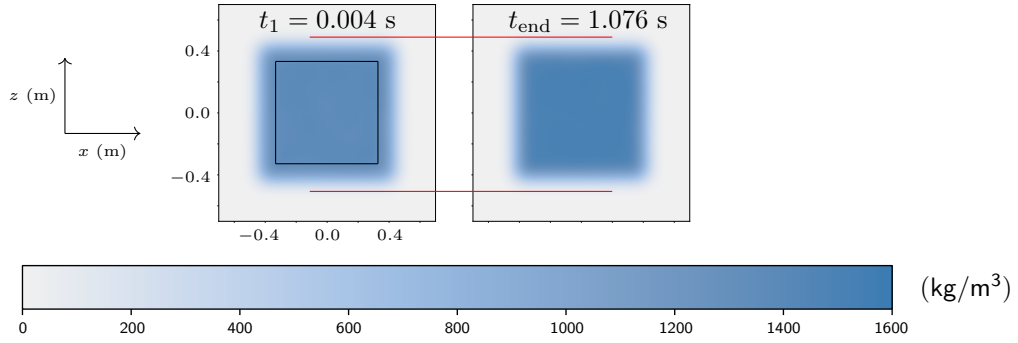 t₁ = 0.004 s
t_end = 1.076 s
0.4
z (m)
0.0
x (m)
−0.4
−0.4 0.0 0.4
(kg/m³)
0 200 400 600 800 1000 1200 1400 1600